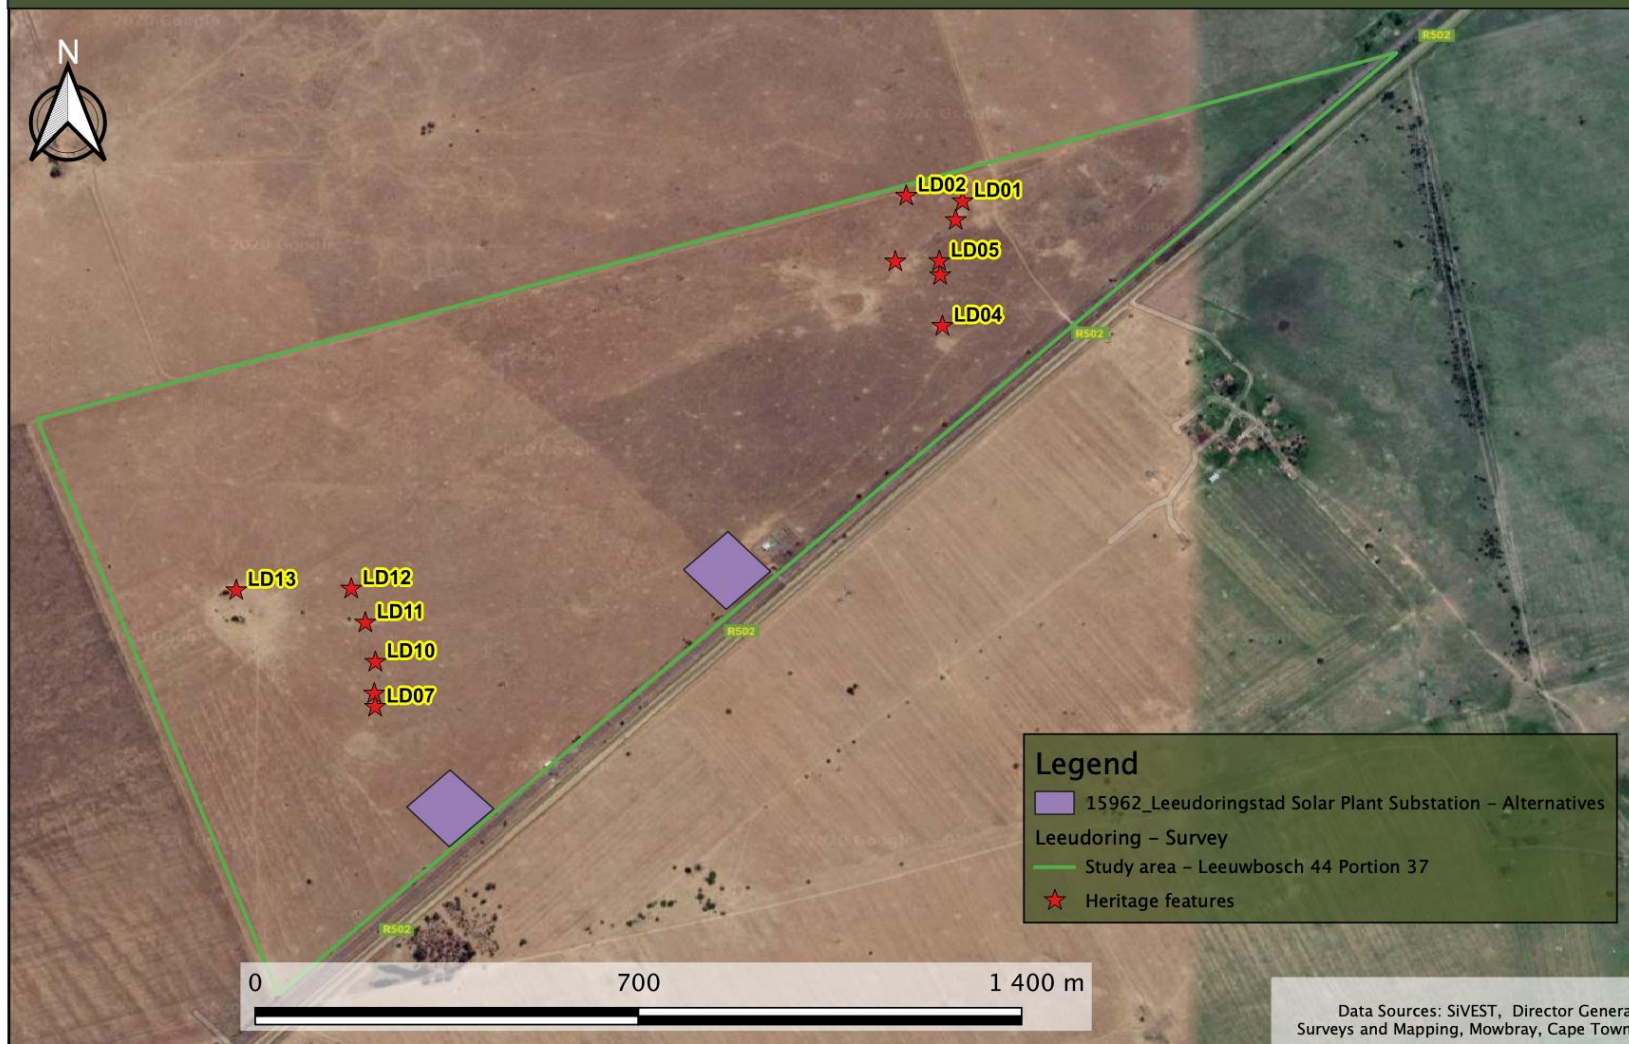 N
R502
LD02
LD01
LD05
LD04
R502
LD13
LD12
LD11
LD10
LD07
R502
R502
Legend
15962_Leeudoringstad Solar Plant Substation – Alternatives
Leeudoring – Survey
Study area – Leeuwbosch 44 Portion 37
Heritage features
0 700 1 400 m
Data Sources: SiVEST, Director Genera
Surveys and Mapping, Mowbray, Cape Town